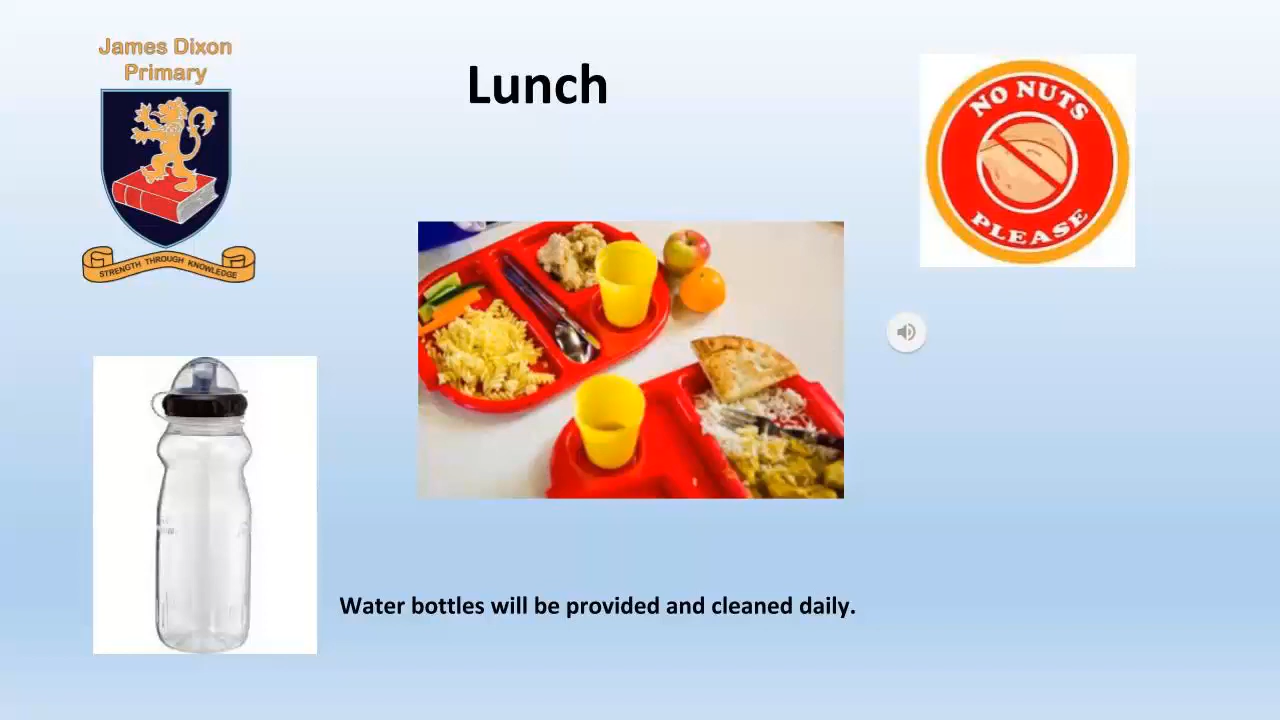 James Dixon
Primary
STRENGTH THROUGH KNOWLEDGE
Lunch
NO NUTS
PLEASE
Water bottles will be provided and cleaned daily.